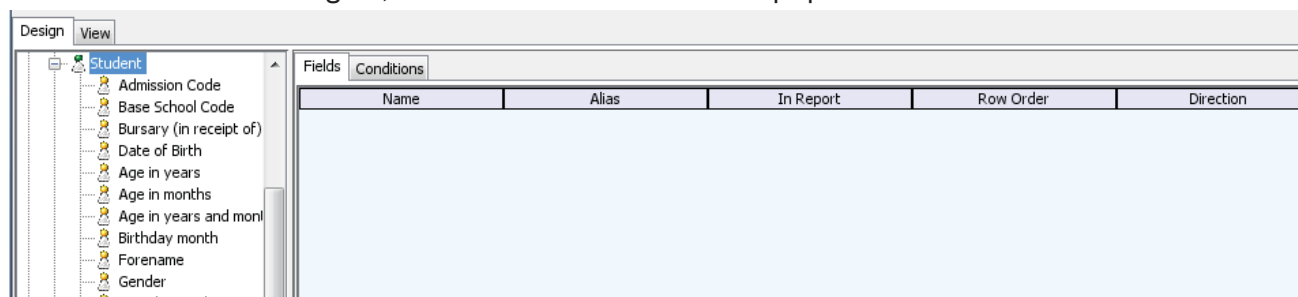 Design View
Student
Admission Code
Base School Code
Bursary (in receipt of)
Date of Birth
Age in years
Age in months
Age in years and mont
Birthday month
Forename
Gender
Fields Conditions
Name Alias In Report Row Order Direction